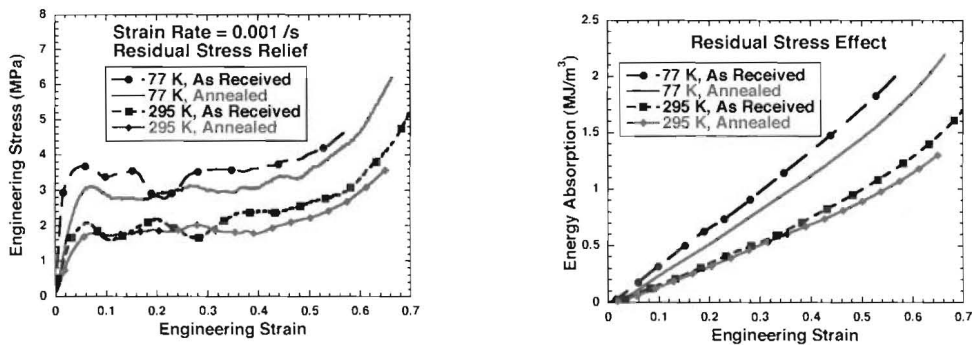 Strain Rate = 0.001 /s
Residual Stress Relief
77 K, As Received
77 K, Annealed
295 K, As Received
295 K, Annealed
Engineering Stress (MPa)
8
7
6
5
4
3
2
1
0
0 0.1 0.2 0.3 0.4 0.5 0.6 0.7
Engineering Strain
Residual Stress Effect
77 K, As Received
77 K, Annealed
295 K, As Received
295 K, Annealed
Energy Absorption (MJ/m³)
2.5
2
1.5
1
0.5
0
0 0.1 0.2 0.3 0.4 0.5 0.6 0.7
Engineering Strain